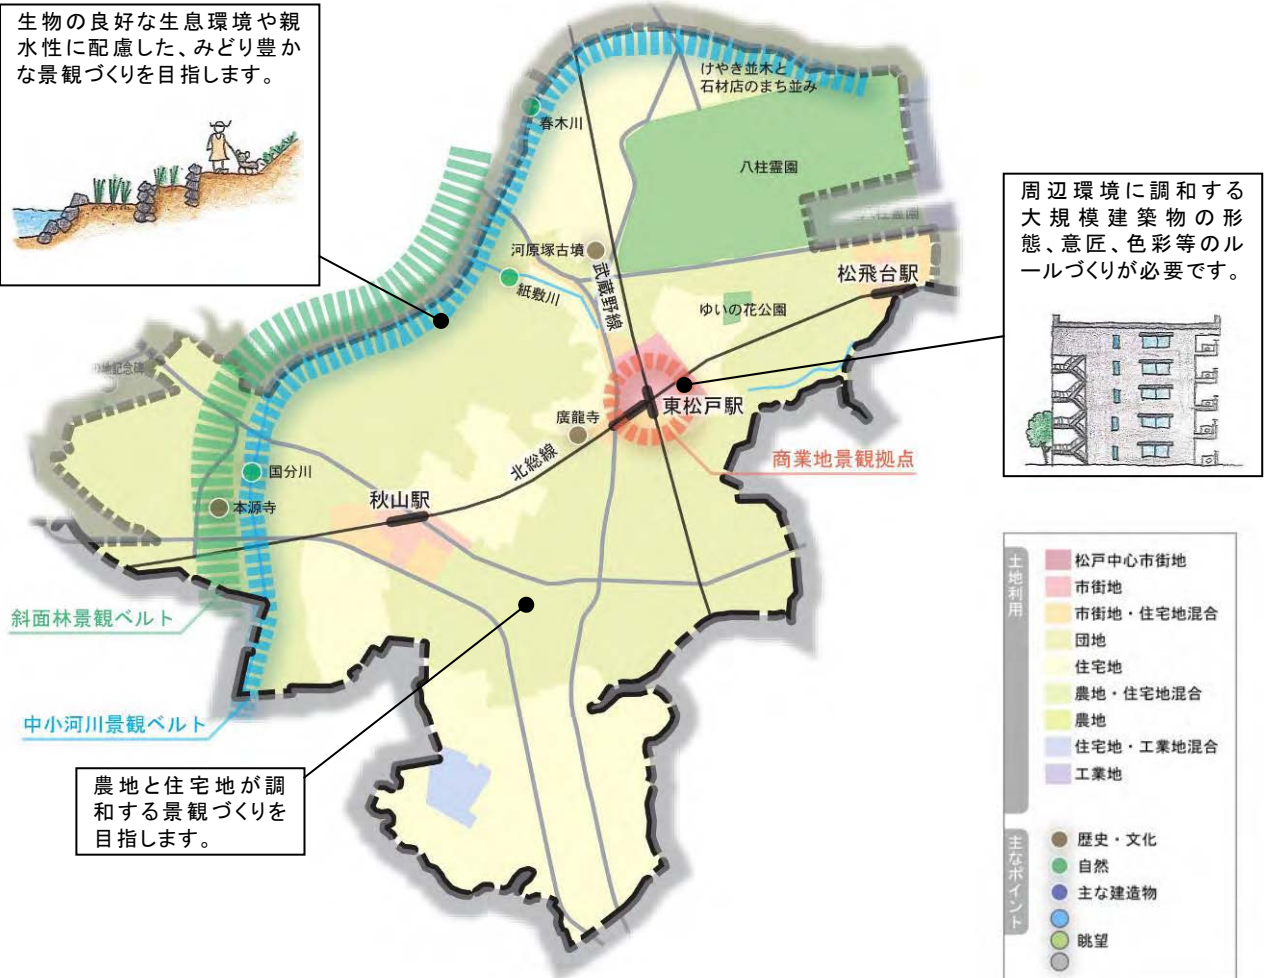 生物の良好な生息環境や親
水性に配慮した、みどり豊か
な景観づくりを目指します。
けやき並木と
石材店のまち並み
春木川
八柱霊園
八柱霊園
周辺環境に調和する
大規模建築物の形
態、意匠、色彩等のル
ールづくりが必要です。
河原塚古墳
武蔵野線
松飛台駅
紙敷川
ゆいの花公園
の地記念碑
東松戸駅
廣龍寺
北総線
商業地景観拠点
国分川
秋山駅
本源寺
斜面林景観ベルト
中小河川景観ベルト
農地と住宅地が調
和する景観づくりを
目指します。
土地利用
松戸中心市街地
市街地
市街地・住宅地混合
団地
住宅地
農地・住宅地混合
農地
住宅地・工業地混合
工業地
主なポイント
歴史・文化
自然
主な建造物
眺望